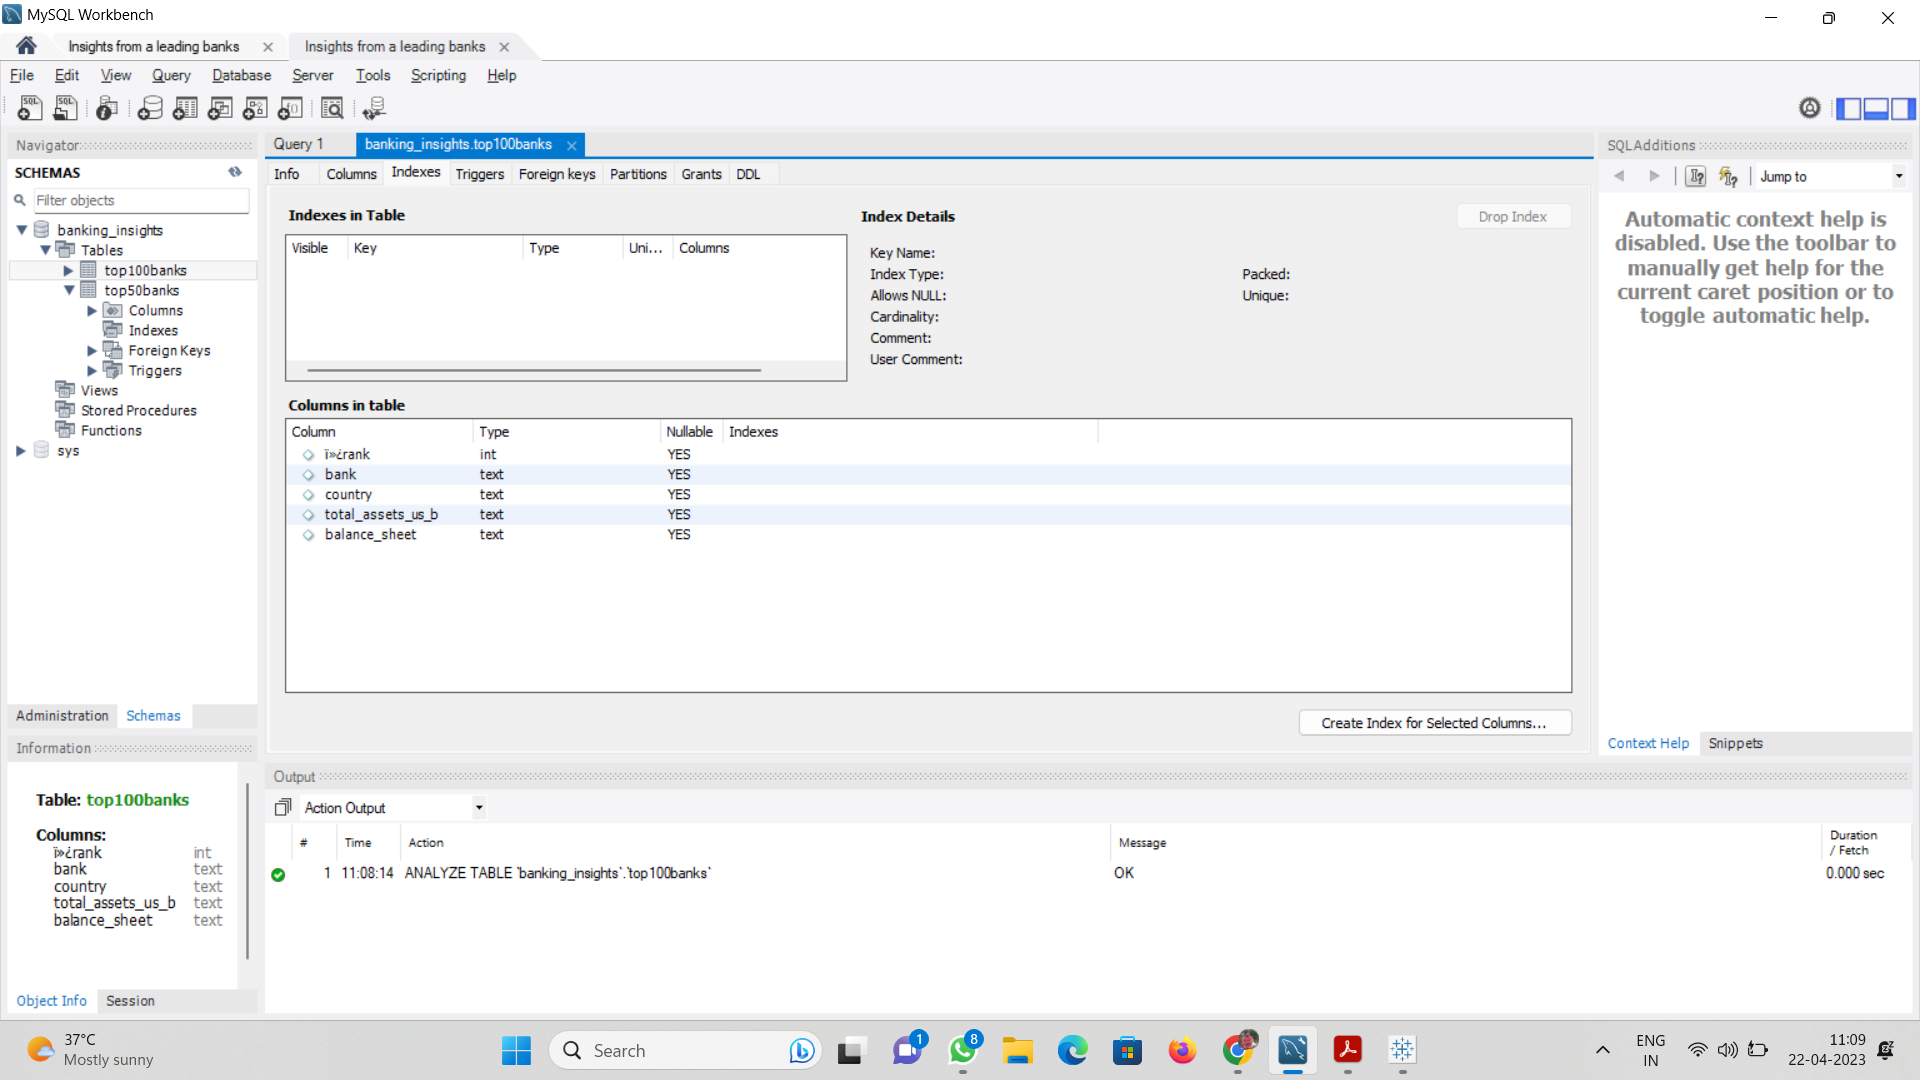 MySQL Workbench
Insights from a leading banks
Insights from a leading banks
File Edit View Query Database Server Tools Scripting Help
Navigator
SCHEMAS
Filter objects
banking_insights
Tables
top100banks
top50banks
Columns
Indexes
Foreign Keys
Triggers
Views
Stored Procedures
Functions
sys
Administration Schemas
Information
Table: top100banks
Columns:
ï»¿rank int
bank text
country text
total_assets_us_b text
balance_sheet text
Object Info Session
Query 1 banking_insights.top100banks
Info Columns Indexes Triggers Foreign keys Partitions Grants DDL
Indexes in Table
Visible Key Type Uni... Columns
Index Details
Drop Index
Key Name:
Index Type: Packed:
Allows NULL: Unique:
Cardinality:
Comment:
User Comment:
Columns in table
Column Type Nullable Indexes
ï»¿rank int YES
bank text YES
country text YES
total_assets_us_b text YES
balance_sheet text YES
Create Index for Selected Columns...
Output
Action Output
# Time Action Message Duration / Fetch
1 11:08:14 ANALYZE TABLE `banking_insights`.`top100banks` OK 0.000 sec
SQLAdditions
Jump to
Automatic context help is
disabled. Use the toolbar to
manually get help for the
current caret position or to
toggle automatic help.
Context Help Snippets
37°C
Mostly sunny
Search
1
8
ENG
IN
11:09
22-04-2023